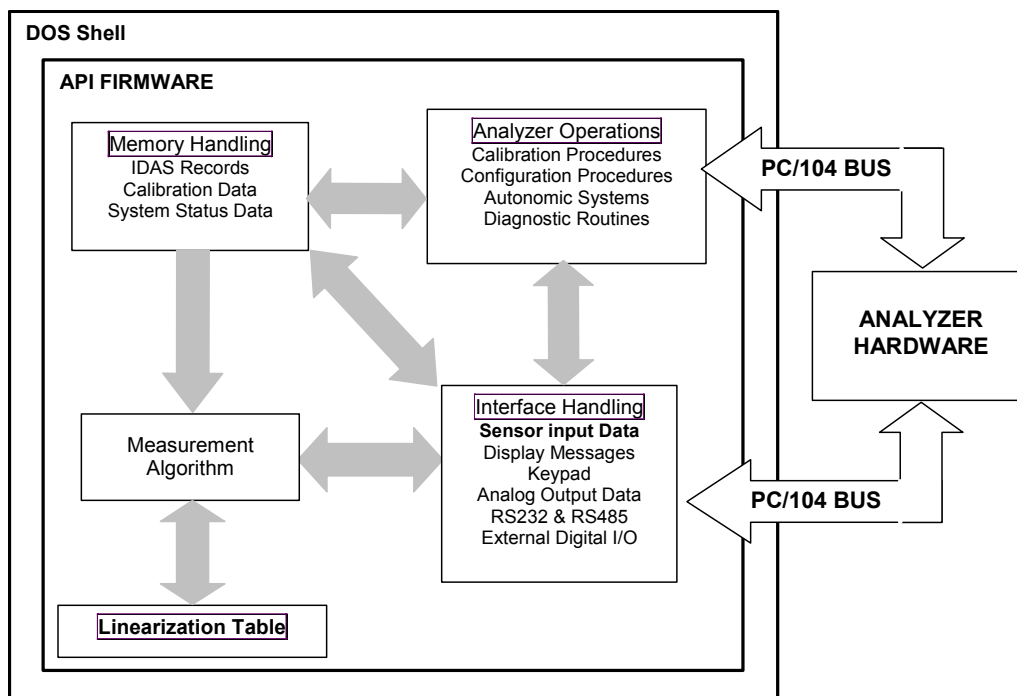 DOS Shell
API FIRMWARE
Memory Handling
IDAS Records
Calibration Data
System Status Data
Analyzer Operations
Calibration Procedures
Configuration Procedures
Autonomic Systems
Diagnostic Routines
PC/104 BUS
ANALYZER
HARDWARE
Measurement
Algorithm
Interface Handling
Sensor input Data
Display Messages
Keypad
Analog Output Data
RS232 & RS485
External Digital I/O
PC/104 BUS
Linearization Table